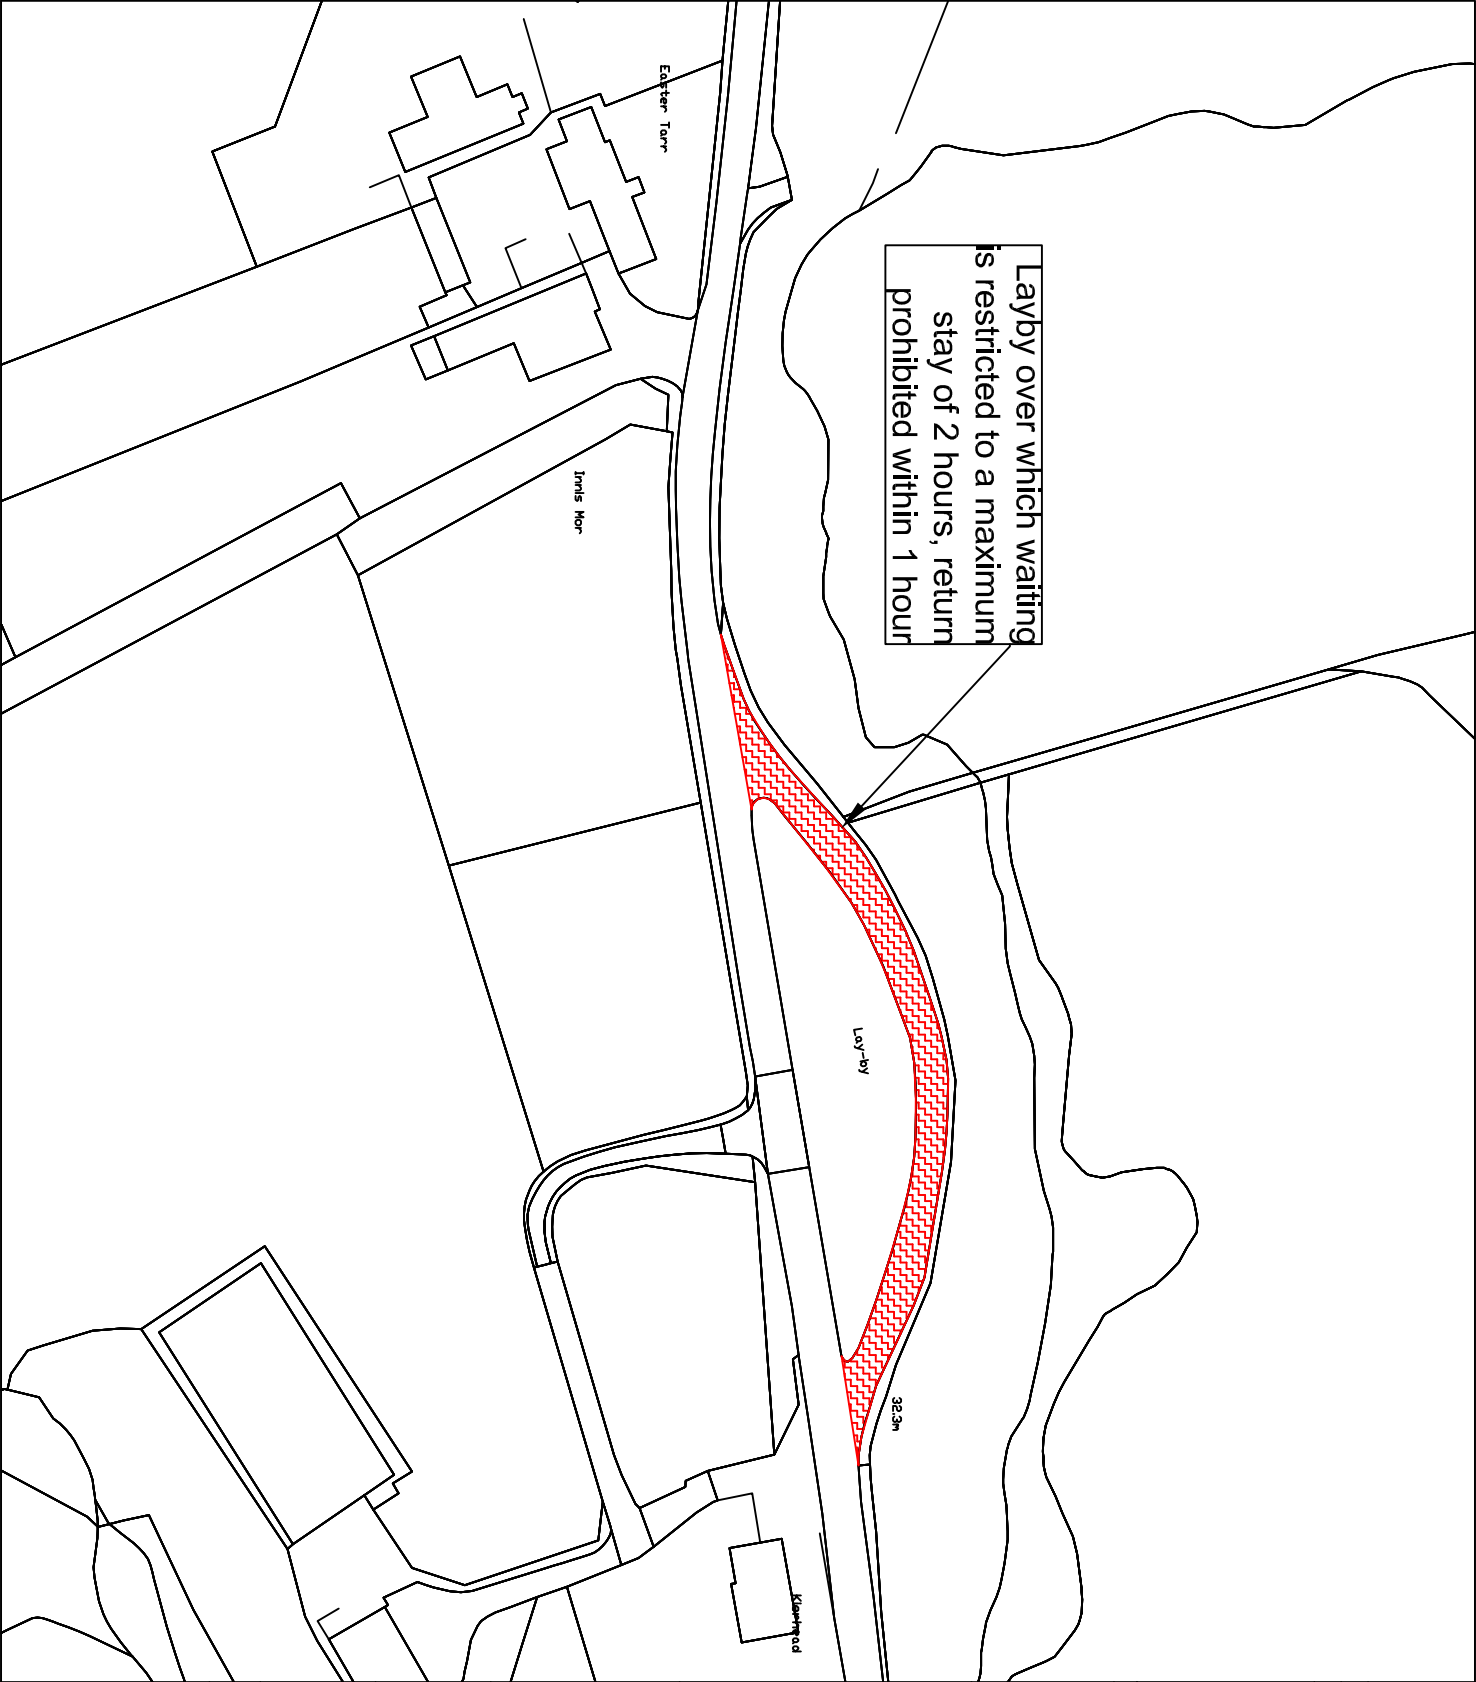 Layby over which waiting
is restricted to a maximum
stay of 2 hours, return
prohibited within 1 hour
Easter Tarr
Innis Mor
Lay-by
32.3m